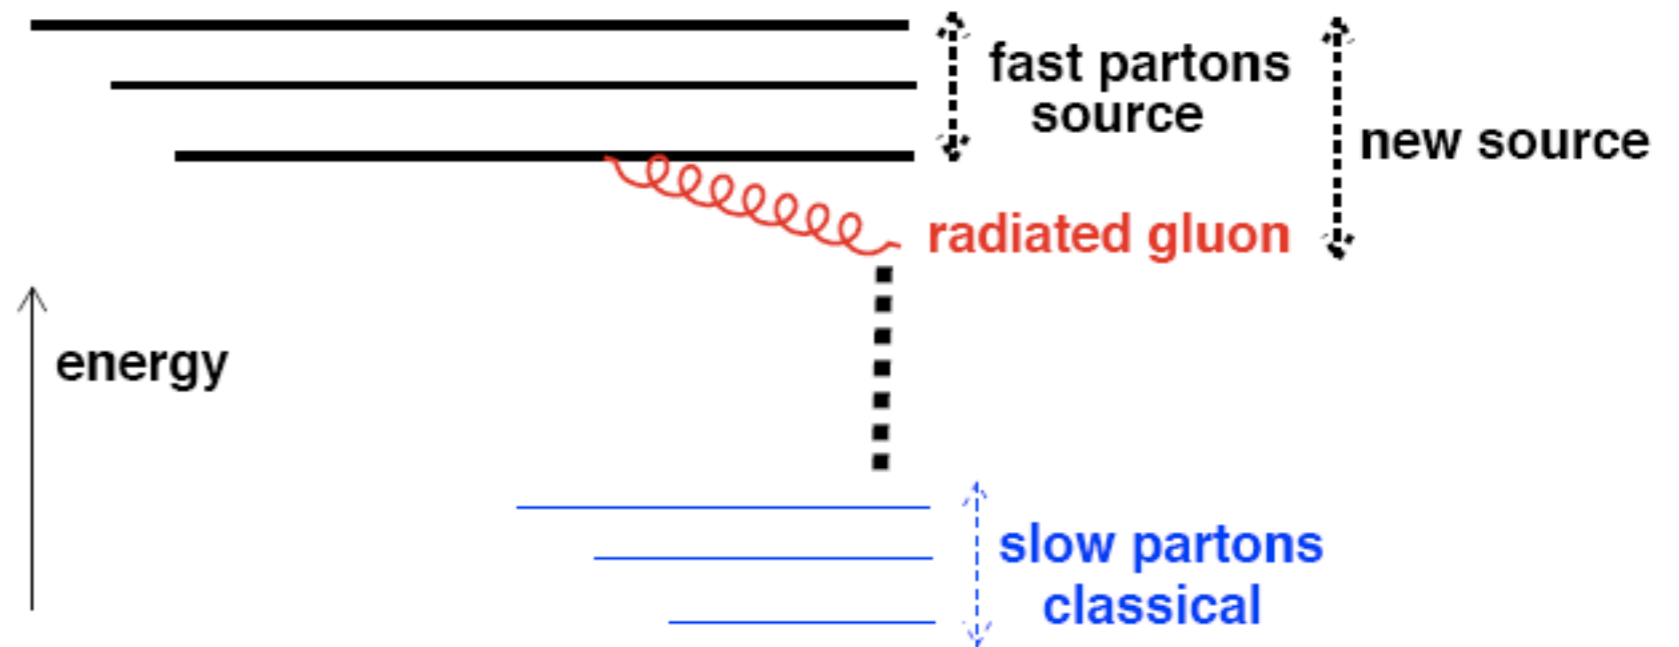 fast partons
source
new source
radiated gluon
energy
slow partons
classical